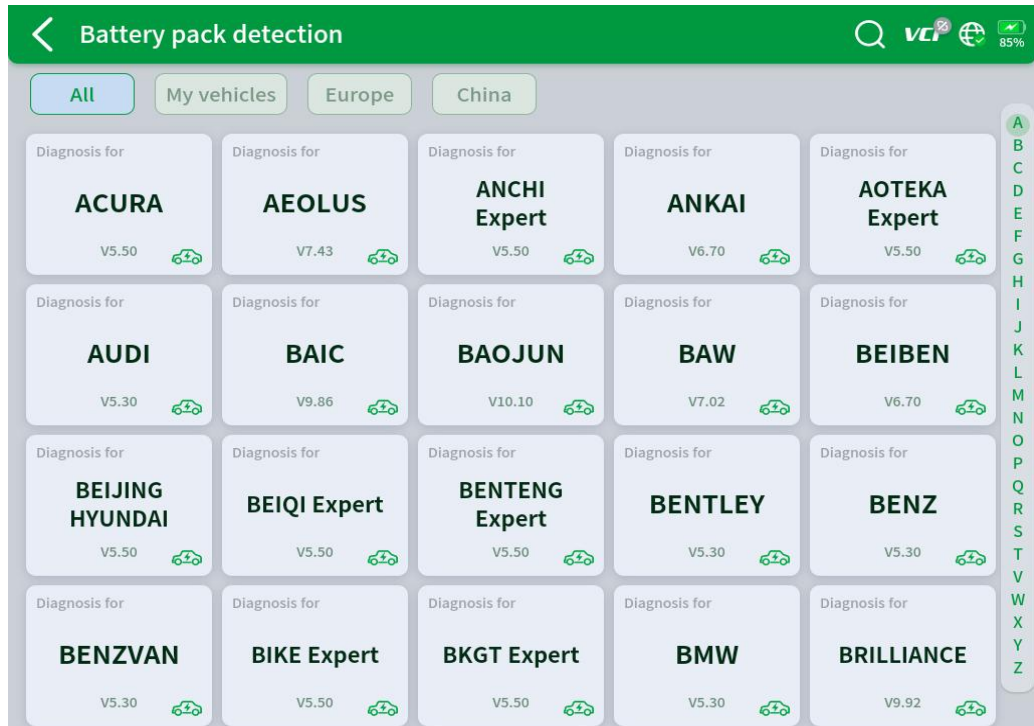 Battery pack detection
VCI
85%
All
My vehicles
Europe
China
Diagnosis for
ACURA
V5.50
Diagnosis for
AEOLUS
V7.43
Diagnosis for
ANCHI
Expert
V5.50
Diagnosis for
ANKAI
V6.70
Diagnosis for
AOTEKA
Expert
V5.50
Diagnosis for
AUDI
V5.30
Diagnosis for
BAIC
V9.86
Diagnosis for
BAOJUN
V10.10
Diagnosis for
BAW
V7.02
Diagnosis for
BEIBEN
V6.70
Diagnosis for
BEIJING
HYUNDAI
V5.50
Diagnosis for
BEIQI Expert
V5.50
Diagnosis for
BENTENG
Expert
V5.50
Diagnosis for
BENTLEY
V5.30
Diagnosis for
BENZ
V5.30
Diagnosis for
BENZVAN
V5.30
Diagnosis for
BIKE Expert
V5.50
Diagnosis for
BKGT Expert
V5.50
Diagnosis for
BMW
V5.30
Diagnosis for
BRILLIANCE
V9.92
A
B
C
D
E
F
G
H
I
J
K
L
M
N
O
P
Q
R
S
T
V
W
X
Y
Z